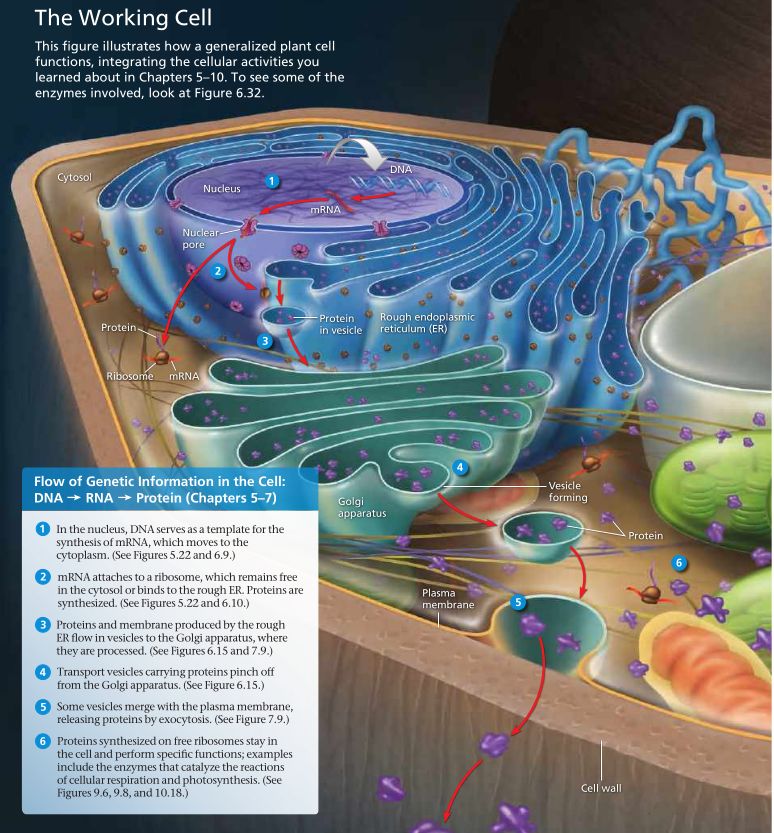 The Working Cell
This figure illustrates how a generalized plant cell
functions, integrating the cellular activities you
learned about in Chapters 5–10. To see some of the
enzymes involved, look at Figure 6.32.
Cytosol
Nucleus
1
DNA
mRNA
Nuclear
pore
2
Protein
in vesicle
Rough endoplasmic
reticulum (ER)
Protein
3
Ribosome
mRNA
4
Vesicle
forming
Golgi
apparatus
Protein
6
Plasma
membrane
5
Cell wall
Flow of Genetic Information in the Cell:
DNA → RNA → Protein (Chapters 5–7)
1 In the nucleus, DNA serves as a template for the
synthesis of mRNA, which moves to the
cytoplasm. (See Figures 5.22 and 6.9.)
2 mRNA attaches to a ribosome, which remains free
in the cytosol or binds to the rough ER. Proteins are
synthesized. (See Figures 5.22 and 6.10.)
3 Proteins and membrane produced by the rough
ER flow in vesicles to the Golgi apparatus, where
they are processed. (See Figures 6.15 and 7.9.)
4 Transport vesicles carrying proteins pinch off
from the Golgi apparatus. (See Figure 6.15.)
5 Some vesicles merge with the plasma membrane,
releasing proteins by exocytosis. (See Figure 7.9.)
6 Proteins synthesized on free ribosomes stay in
the cell and perform specific functions; examples
include the enzymes that catalyze the reactions
of cellular respiration and photosynthesis. (See
Figures 9.6, 9.8, and 10.18.)